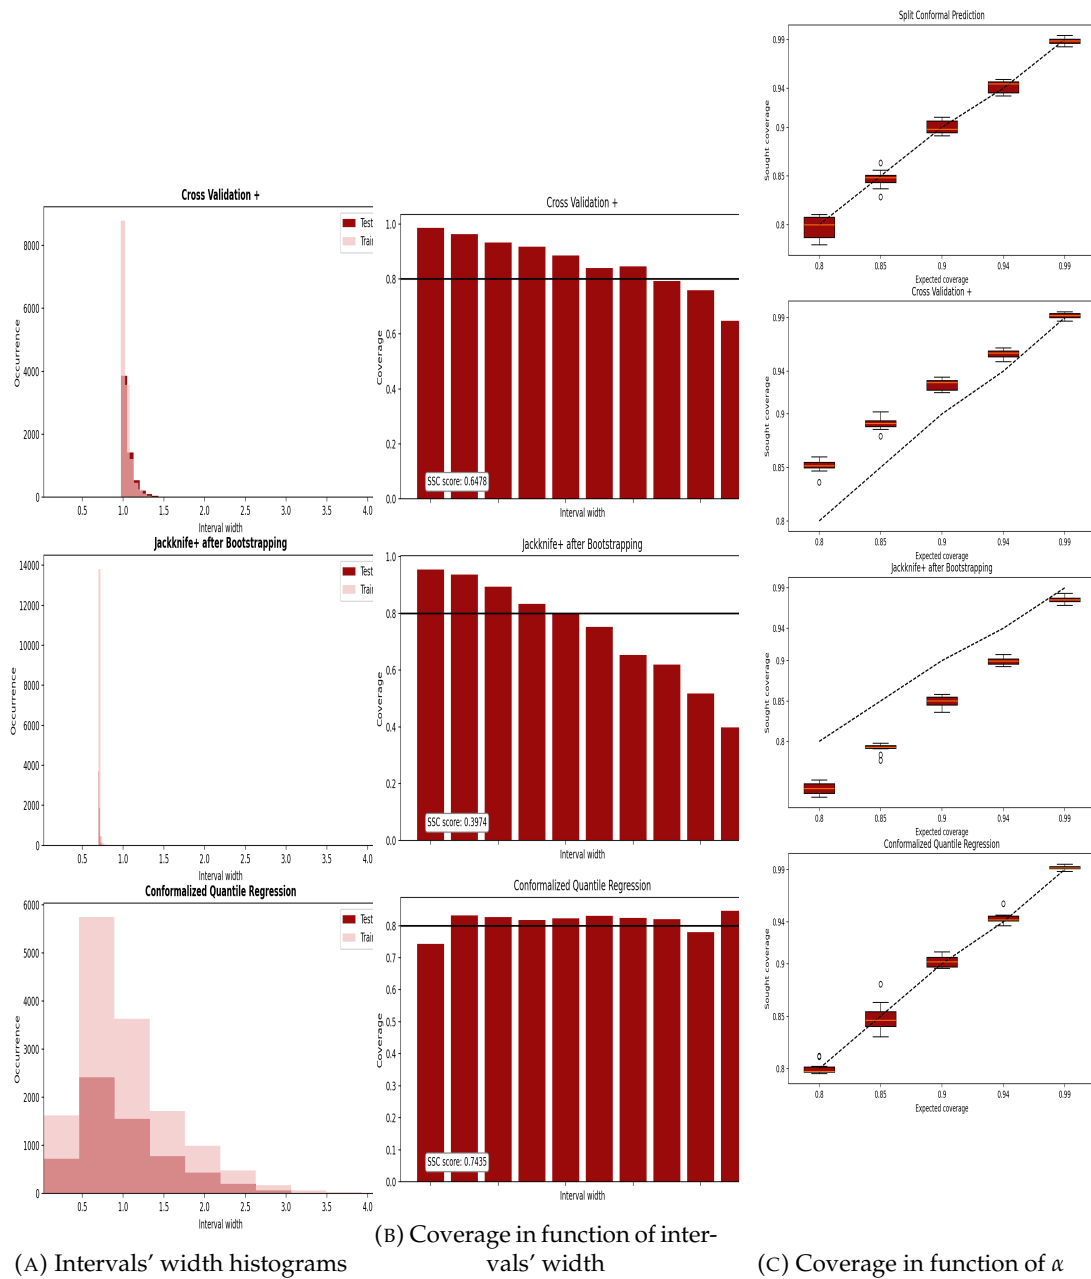 Cross Validation +
Test
Trai
8000
6000
4000
2000
0
Occurrence
0.5 1.0 1.5 2.0 2.5 3.0 3.5 4.0
Interval width
Jackknife+ after Bootstrapping
Test
Trai
14000
12000
10000
8000
6000
4000
2000
0
Occurrence
0.5 1.0 1.5 2.0 2.5 3.0 3.5 4.0
Interval width
Conformalized Quantile Regression
Test
Trai
6000
5000
4000
3000
2000
1000
0
Occurrence
0.5 1.0 1.5 2.0 2.5 3.0 3.5 4.0
Interval width
(A) Intervals' width histograms
Cross Validation +
1.0
0.8
0.6
0.4
0.2
0.0
Coverage
SSC score: 0.6478
Interval width
Jackknife+ after Bootstrapping
1.0
0.8
0.6
0.4
0.2
0.0
Coverage
SSC score: 0.3974
Interval width
Conformalized Quantile Regression
0.8
0.7
0.6
0.5
0.4
0.3
0.2
0.1
0.0
Coverage
SSC score: 0.7435
Interval width
(B) Coverage in function of inter-
vals' width
Split Conformal Prediction
0.99
0.94
0.9
0.85
0.8
Sought coverage
0.8 0.85 0.9 0.94 0.99
Expected coverage
Cross Validation +
0.99
0.94
0.9
0.85
0.8
Sought coverage
0.8 0.85 0.9 0.94 0.99
Expected coverage
Jackknife+ after Bootstrapping
0.99
0.94
0.9
0.85
0.8
Sought coverage
0.8 0.85 0.9 0.94 0.99
Expected coverage
Conformalized Quantile Regression
0.99
0.94
0.9
0.85
0.8
Sought coverage
0.8 0.85 0.9 0.94 0.99
Expected coverage
(C) Coverage in function of α